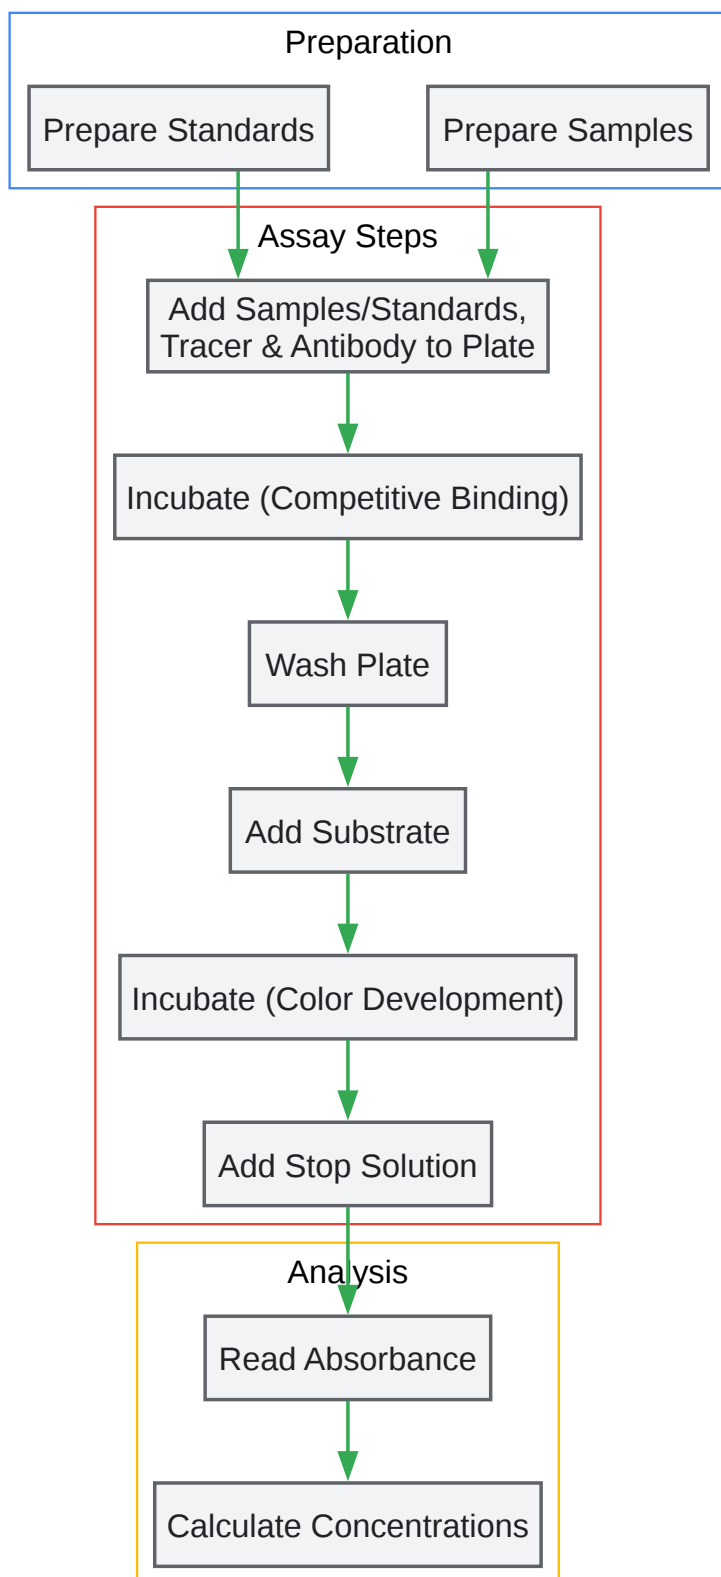 Preparation
Prepare Standards
Prepare Samples
Assay Steps
Add Samples/Standards,
Tracer & Antibody to Plate
Incubate (Competitive Binding)
Wash Plate
Add Substrate
Incubate (Color Development)
Add Stop Solution
Analysis
Read Absorbance
Calculate Concentrations